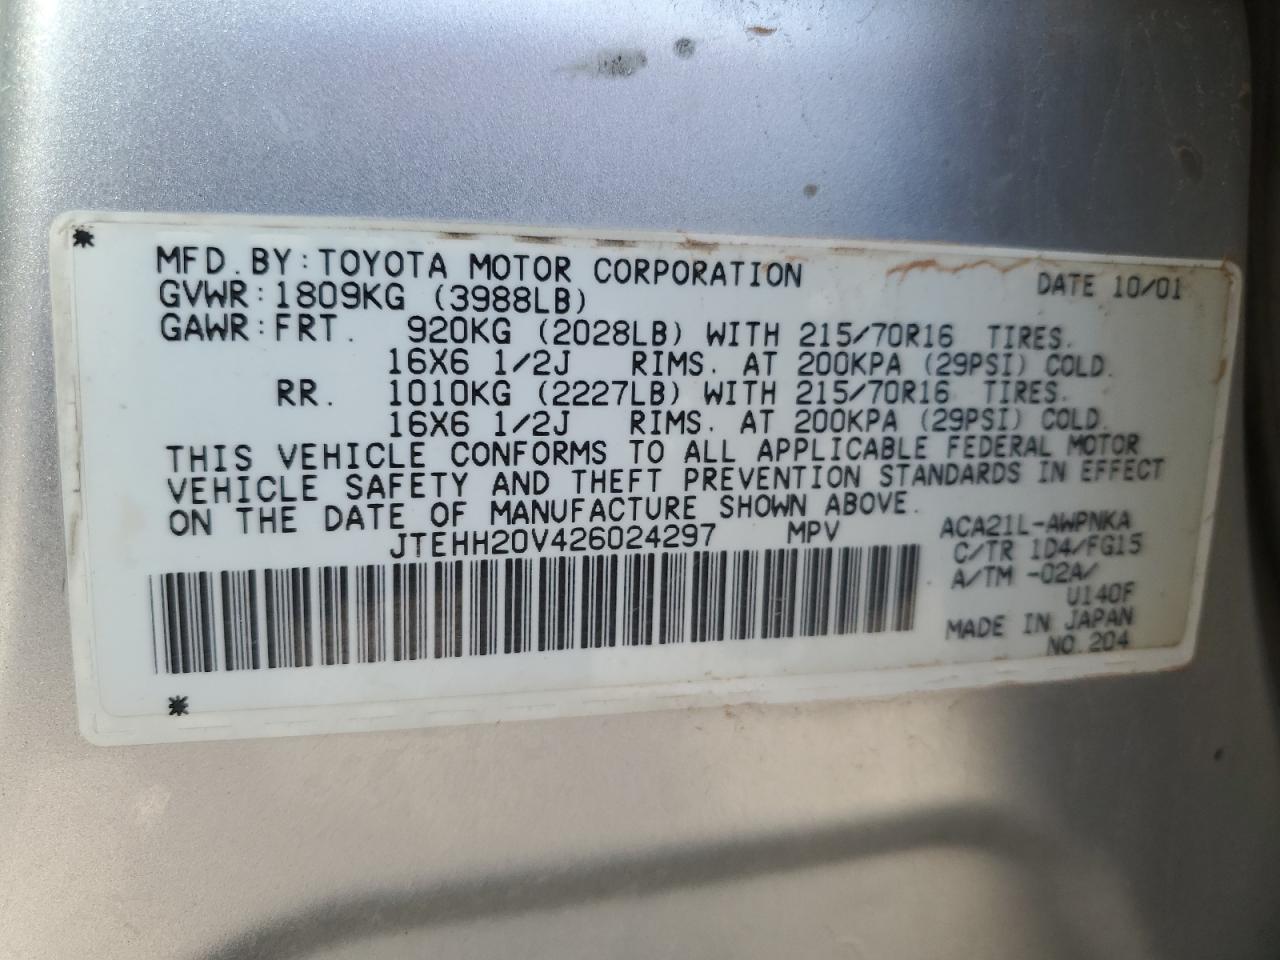 MFD. BY: TOYOTA MOTOR CORPORATION DATE 10/01
GVWR: 1809KG (3988LB)
GAWR: FRT. 920KG (2028LB) WITH 215/70R16 TIRES.
16X6 1/2J RIMS. AT 200KPA (29PSI) COLD.
RR. 1010KG (2227LB) WITH 215/70R16 TIRES.
16X6 1/2J RIMS. AT 200KPA (29PSI) COLD.
THIS VEHICLE CONFORMS TO ALL APPLICABLE FEDERAL MOTOR
VEHICLE SAFETY AND THEFT PREVENTION STANDARDS IN EFFECT
ON THE DATE OF MANUFACTURE SHOWN ABOVE.
JTEHH20V426024297 MPV
ACA21L-AWPNKA
C/TR 1D4/FG15
A/TM -02A/
U140F
MADE IN JAPAN
NO. 204